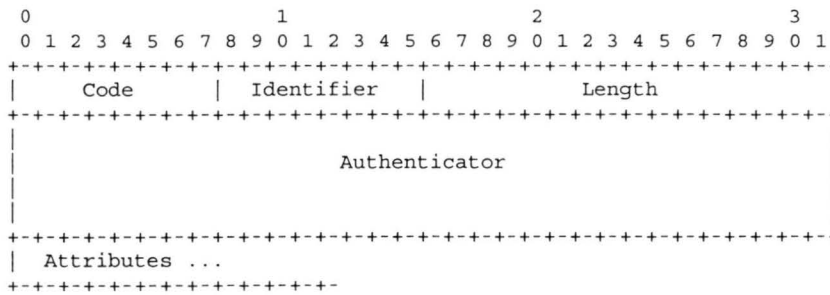 0                   1                   2                   3
 0 1 2 3 4 5 6 7 8 9 0 1 2 3 4 5 6 7 8 9 0 1 2 3 4 5 6 7 8 9 0 1
+-+-+-+-+-+-+-+-+-+-+-+-+-+-+-+-+-+-+-+-+-+-+-+-+-+-+-+-+-+-+-+-
|     Code      |  Identifier   |            Length
+-+-+-+-+-+-+-+-+-+-+-+-+-+-+-+-+-+-+-+-+-+-+-+-+-+-+-+-+-+-+-+-
|
|                         Authenticator
|
|
+-+-+-+-+-+-+-+-+-+-+-+-+-+-+-+-+-+-+-+-+-+-+-+-+-+-+-+-+-+-+-+-
|  Attributes ...
+-+-+-+-+-+-+-+-+-+-+-+-+-